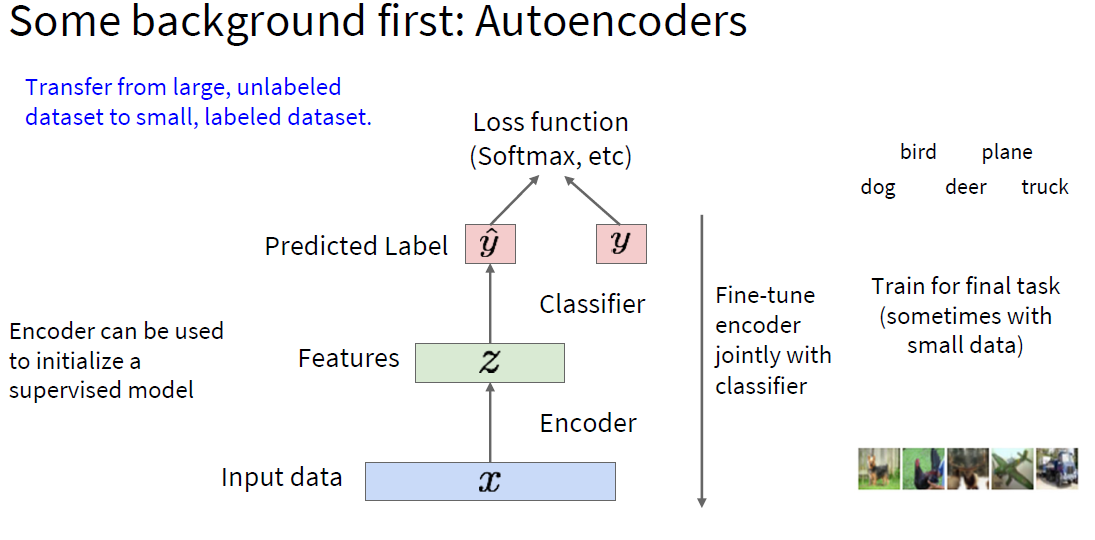 Some background first: Autoencoders
Transfer from large, unlabeled
dataset to small, labeled dataset.
Loss function
(Softmax, etc)
bird plane
dog deer truck
Predicted Label
ŷ
y
Classifier
Fine-tune
encoder
jointly with
classifier
Train for final task
(sometimes with
small data)
Encoder can be used
to initialize a
supervised model
Features
z
Encoder
Input data
x